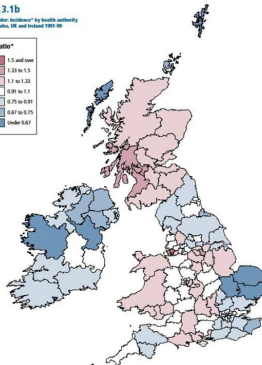 3.1b
der: incidence* by health authority
ales, UK and Ireland 1991-99
atio*
1.5 and over
1.33 to 1.5
1.1 to 1.33
0.91 to 1.1
0.75 to 0.91
0.67 to 0.75
Under 0.67